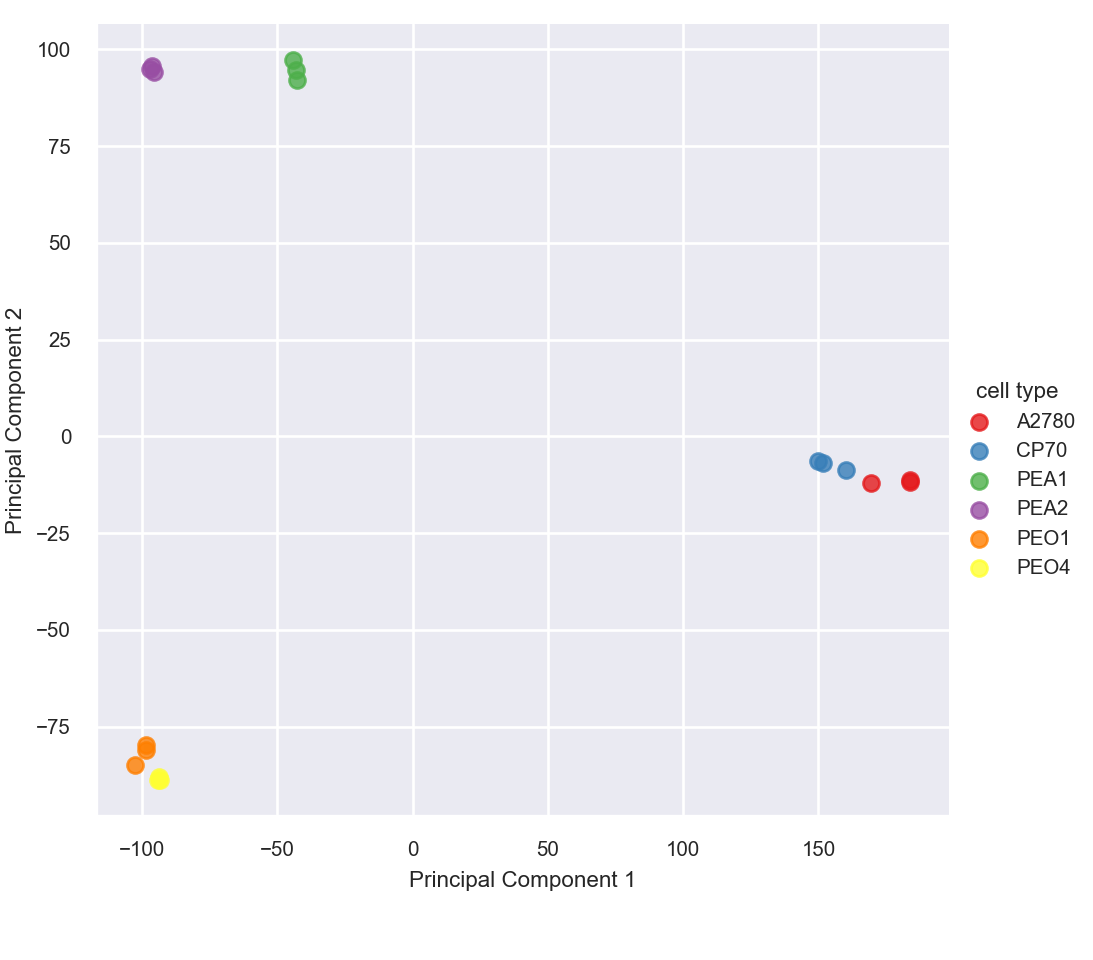 100
75
50
25
0
−25
−50
−75
Principal Component 2
−100
−50
0
50
100
150
Principal Component 1
cell type
A2780
CP70
PEA1
PEA2
PEO1
PEO4